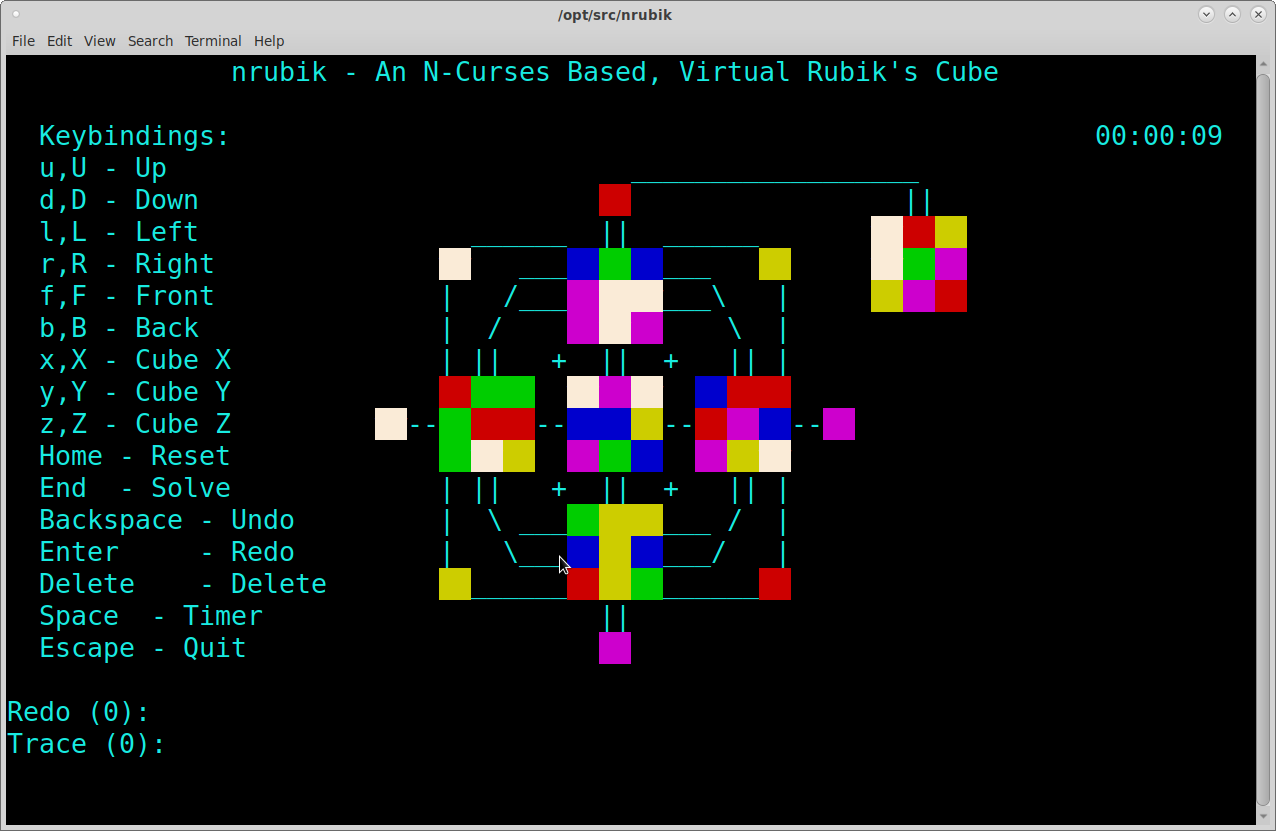 /opt/src/nrubik
File Edit View Search Terminal Help
nrubik - An N-Curses Based, Virtual Rubik's Cube
Keybindings: 00:00:09
u,U - Up
d,D - Down
l,L - Left
r,R - Right
f,F - Front
b,B - Back
x,X - Cube X
y,Y - Cube Y
z,Z - Cube Z
Home - Reset
End  - Solve
Backspace - Undo
Enter     - Redo
Delete    - Delete
Space  - Timer
Escape - Quit
Redo (0):
Trace (0):